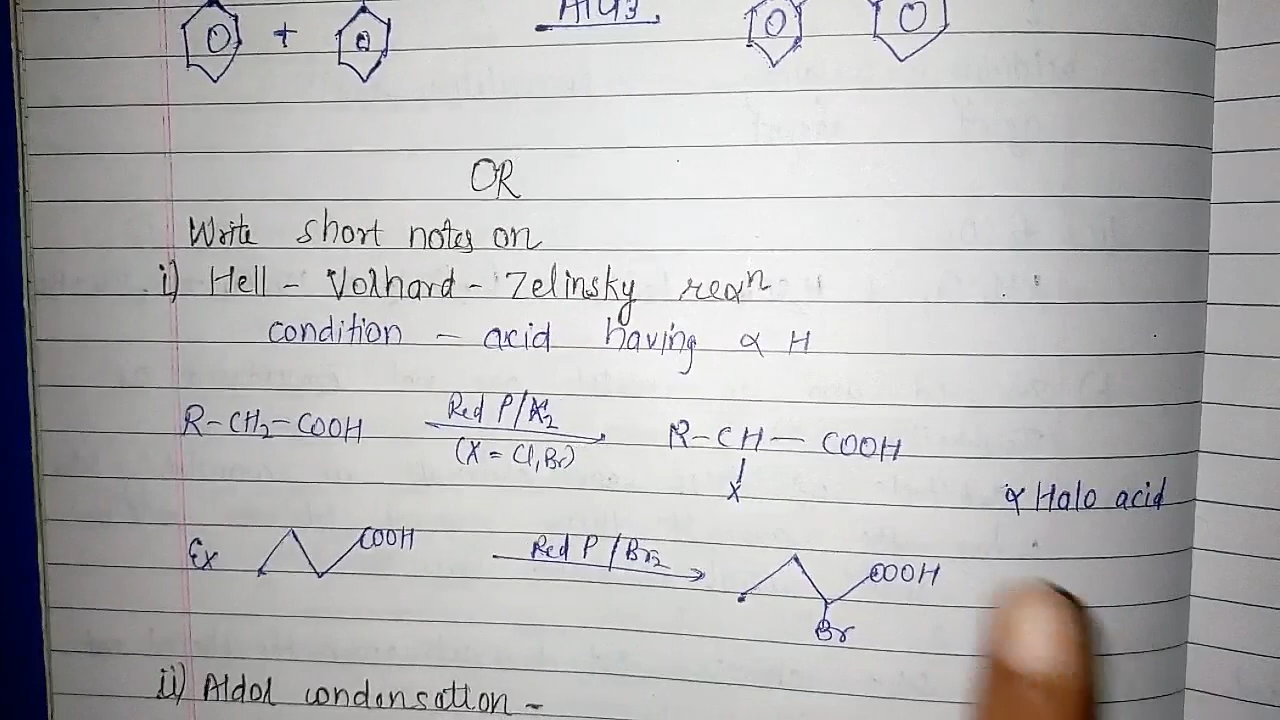 + AlCl3
OR
Write short notes on
i) Hell - Volhard - Zelinsky reaxⁿ
condition - acid having α H
R-CH2-COOH Red P/X2 (X = Cl, Br) R-CH-COOH
X
α Halo acid
Ex COOH Red P/Br2 COOH
Br
ii) Aldol condensation -